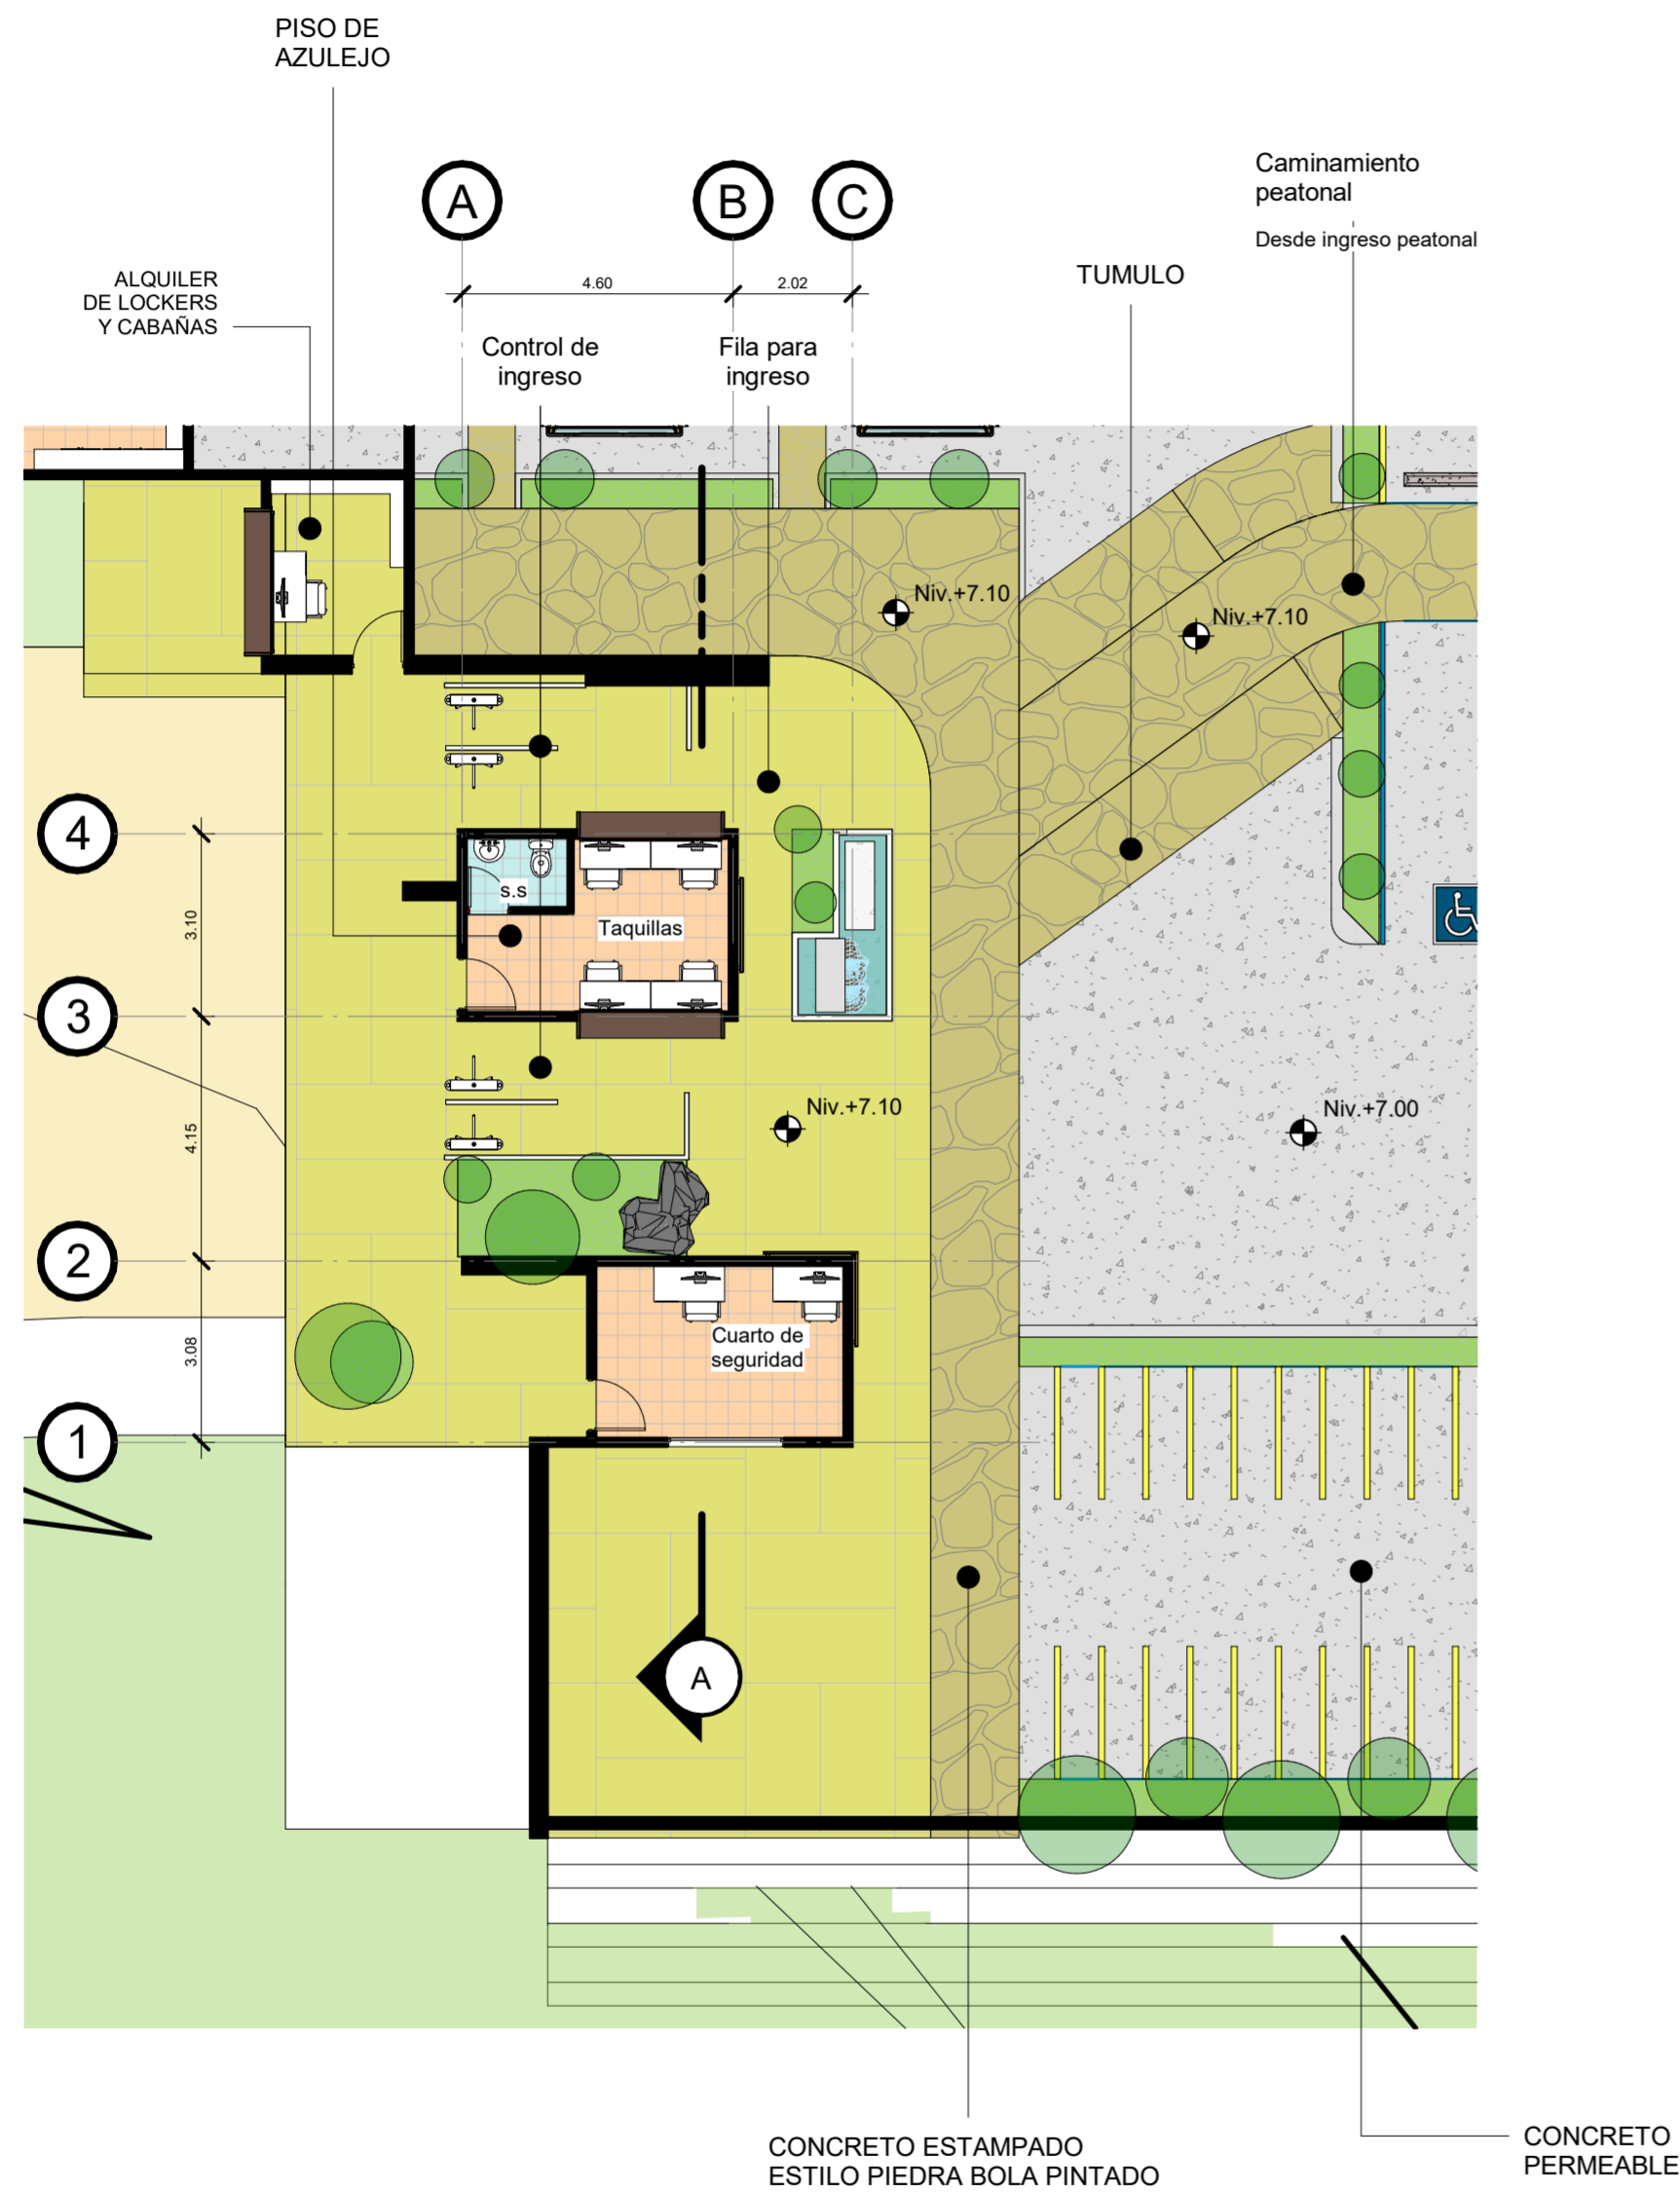 PISO DE
AZULEJO
Caminamiento
peatonal
Desde ingreso peatonal
A
B
C
TUMULO
ALQUILER
DE LOCKERS
Y CABAÑAS
4.60
2.02
Control de
ingreso
Fila para
ingreso
Niv.+7.10
Niv.+7.10
4
s.s
Taquillas
3.10
3
Niv.+7.10
Niv.+7.00
4.15
2
Cuarto de
seguridad
3.08
1
A
CONCRETO ESTAMPADO
ESTILO PIEDRA BOLA PINTADO
CONCRETO
PERMEABLE